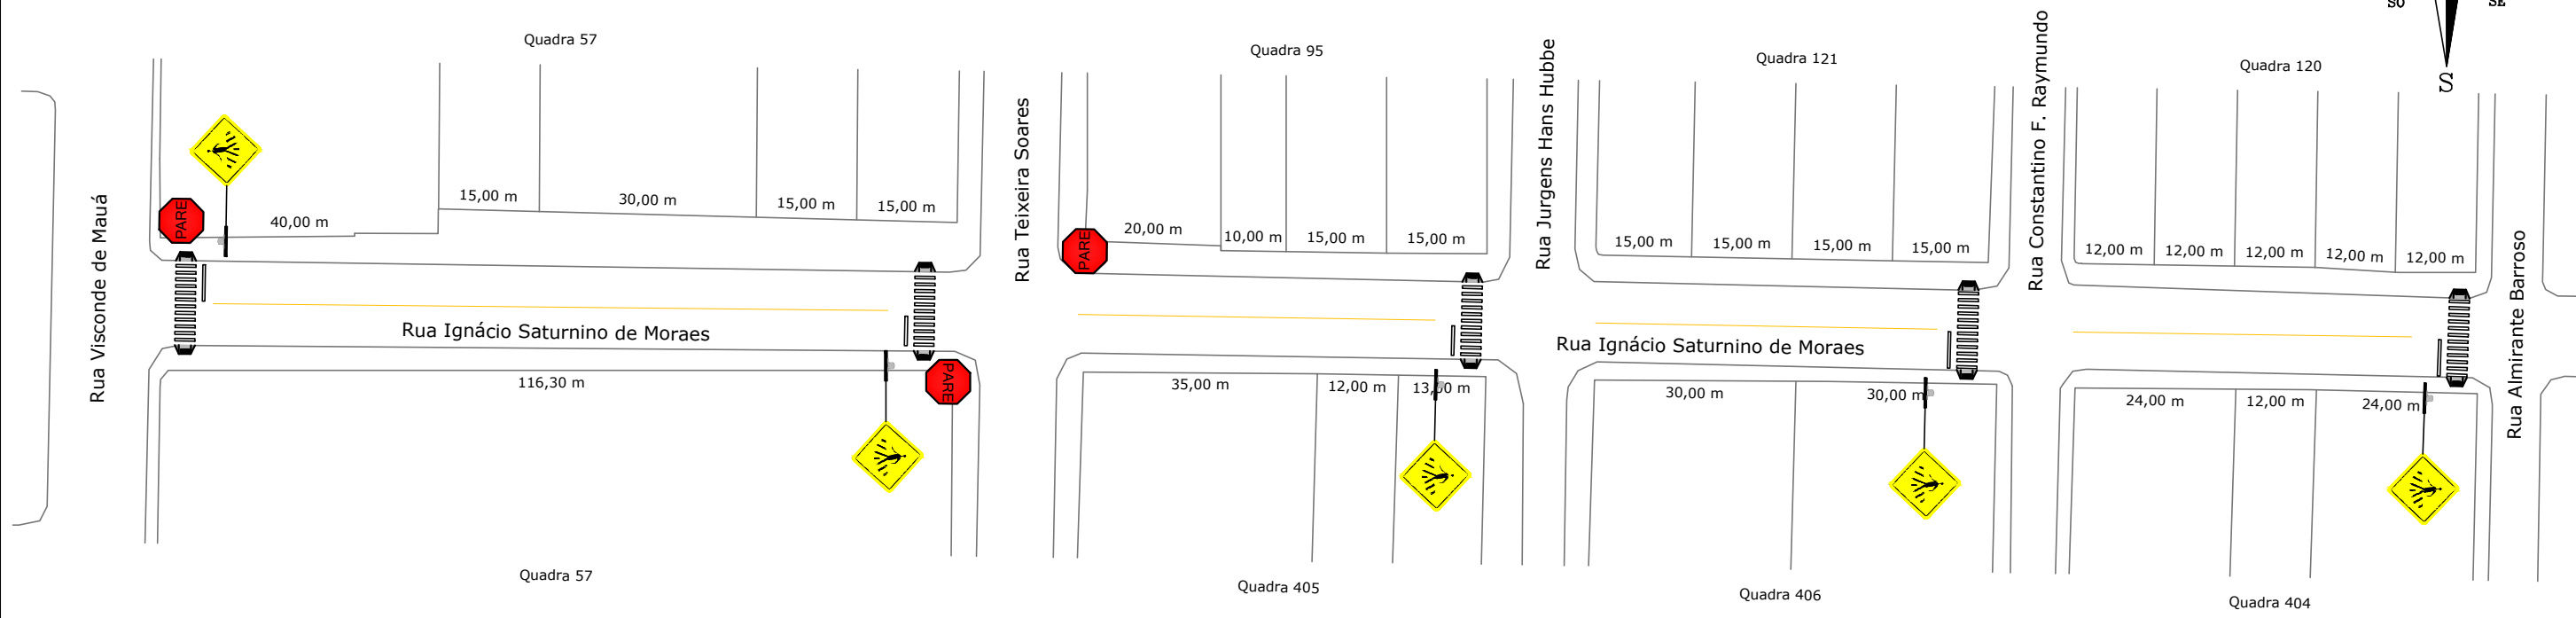 SO
SE
S
Quadra 57
Quadra 95
Quadra 121
Quadra 120
Rua Visconde de Mauá
PARE
40,00 m
15,00 m
30,00 m
15,00 m
15,00 m
Rua Teixeira Soares
PARE
20,00 m
10,00 m
15,00 m
15,00 m
Rua Jurgens Hans Hubbe
15,00 m
15,00 m
15,00 m
15,00 m
Rua Constantino F. Raymundo
12,00 m
12,00 m
12,00 m
12,00 m
12,00 m
Rua Almirante Barroso
Rua Ignácio Saturnino de Moraes
Rua Ignácio Saturnino de Moraes
116,30 m
PARE
35,00 m
12,00 m
13,00 m
30,00 m
30,00 m
24,00 m
12,00 m
24,00 m
Quadra 57
Quadra 405
Quadra 406
Quadra 404